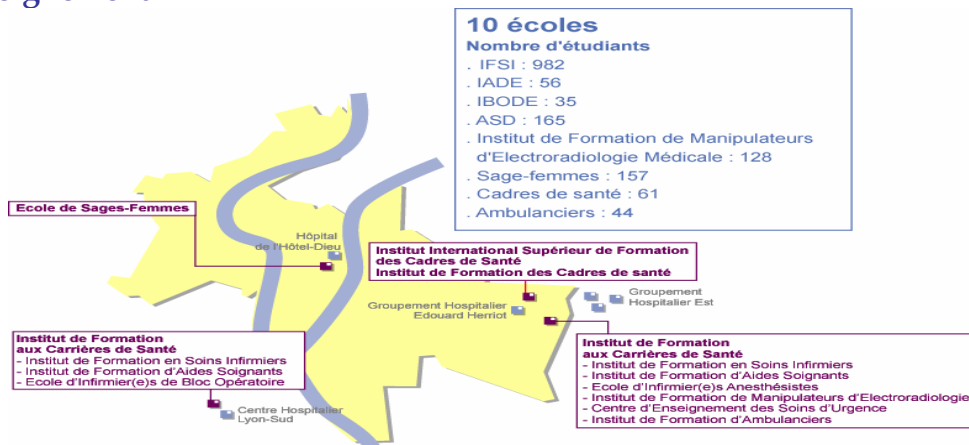 10 écoles
Nombre d'étudiants
. IFSI : 982
. IADE : 56
. IBODE : 35
. ASD : 165
. Institut de Formation de Manipulateurs
d'Electroradiologie Médicale : 128
. Sage-femmes : 157
. Cadres de santé : 61
. Ambulanciers : 44
Ecole de Sages-Femmes
Hôpital
de l'Hôtel-Dieu
Institut International Supérieur de Formation
des Cadres de Santé
Institut de Formation des Cadres de santé
Groupement Hospitalier
Edouard Herriot
Groupement
Hospitalier Est
Institut de Formation
aux Carrières de Santé
- Institut de Formation en Soins Infirmiers
- Institut de Formation d'Aides Soignants
- Ecole d'Infirmier(e)s de Bloc Opératoire
Centre Hospitalier
Lyon-Sud
Institut de Formation
aux Carrières de Santé
- Institut de Formation en Soins Infirmiers
- Institut de Formation d'Aides Soignants
- Ecole d'Infirmier(e)s Anesthésistes
- Institut de Formation de Manipulateurs d'Electroradiologie
- Centre d'Enseignement des Soins d'Urgence
- Institut de Formation d'Ambulanciers